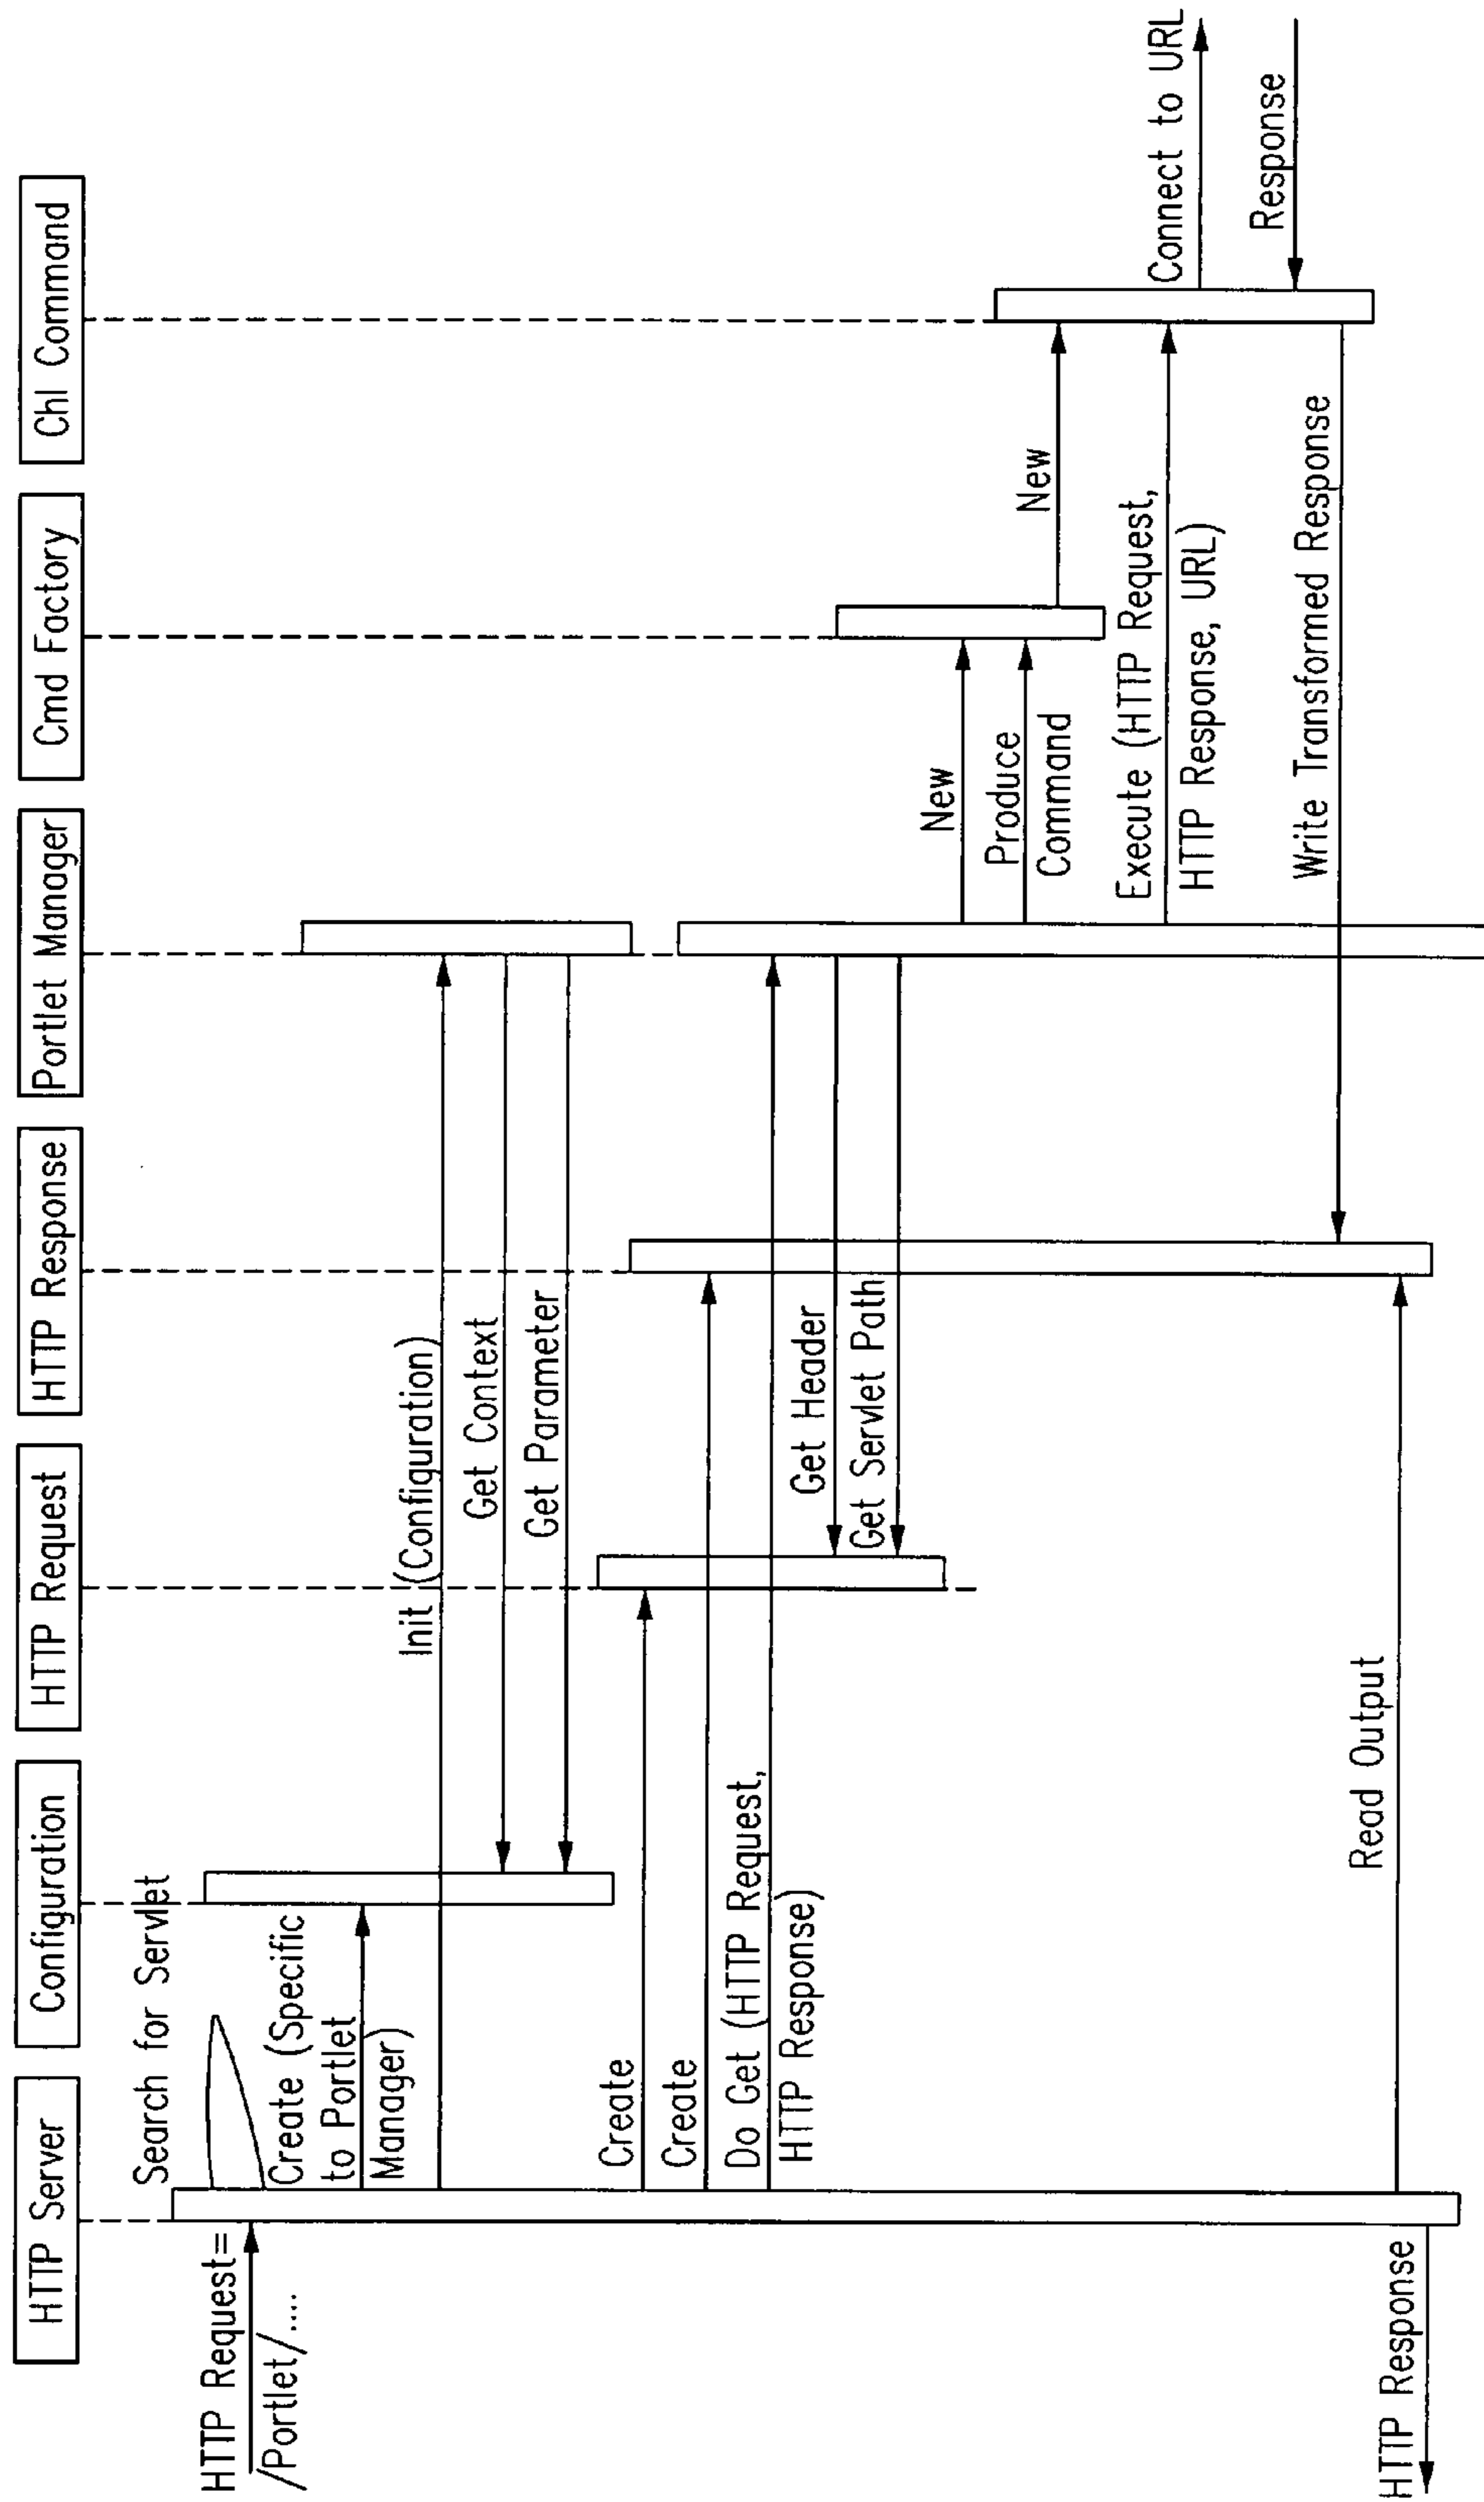 HTTP Server
Configuration
HTTP Request
HTTP Response
Portlet Manager
Cmd Factory
Chl Command
Search for Servlet
HTTP Request=
/Portlet/....
Create (Specific
to Portlet
Manager)
Init (Configuration)
Get Context
Get Parameter
Create
Create
Do Get (HTTP Request,
HTTP Response)
Get Header
Get Servlet Path
New
Produce
Command
New
Execute (HTTP Request,
HTTP Response, URL)
Connect to URL
Response
Write Transformed Response
Read Output
HTTP Response